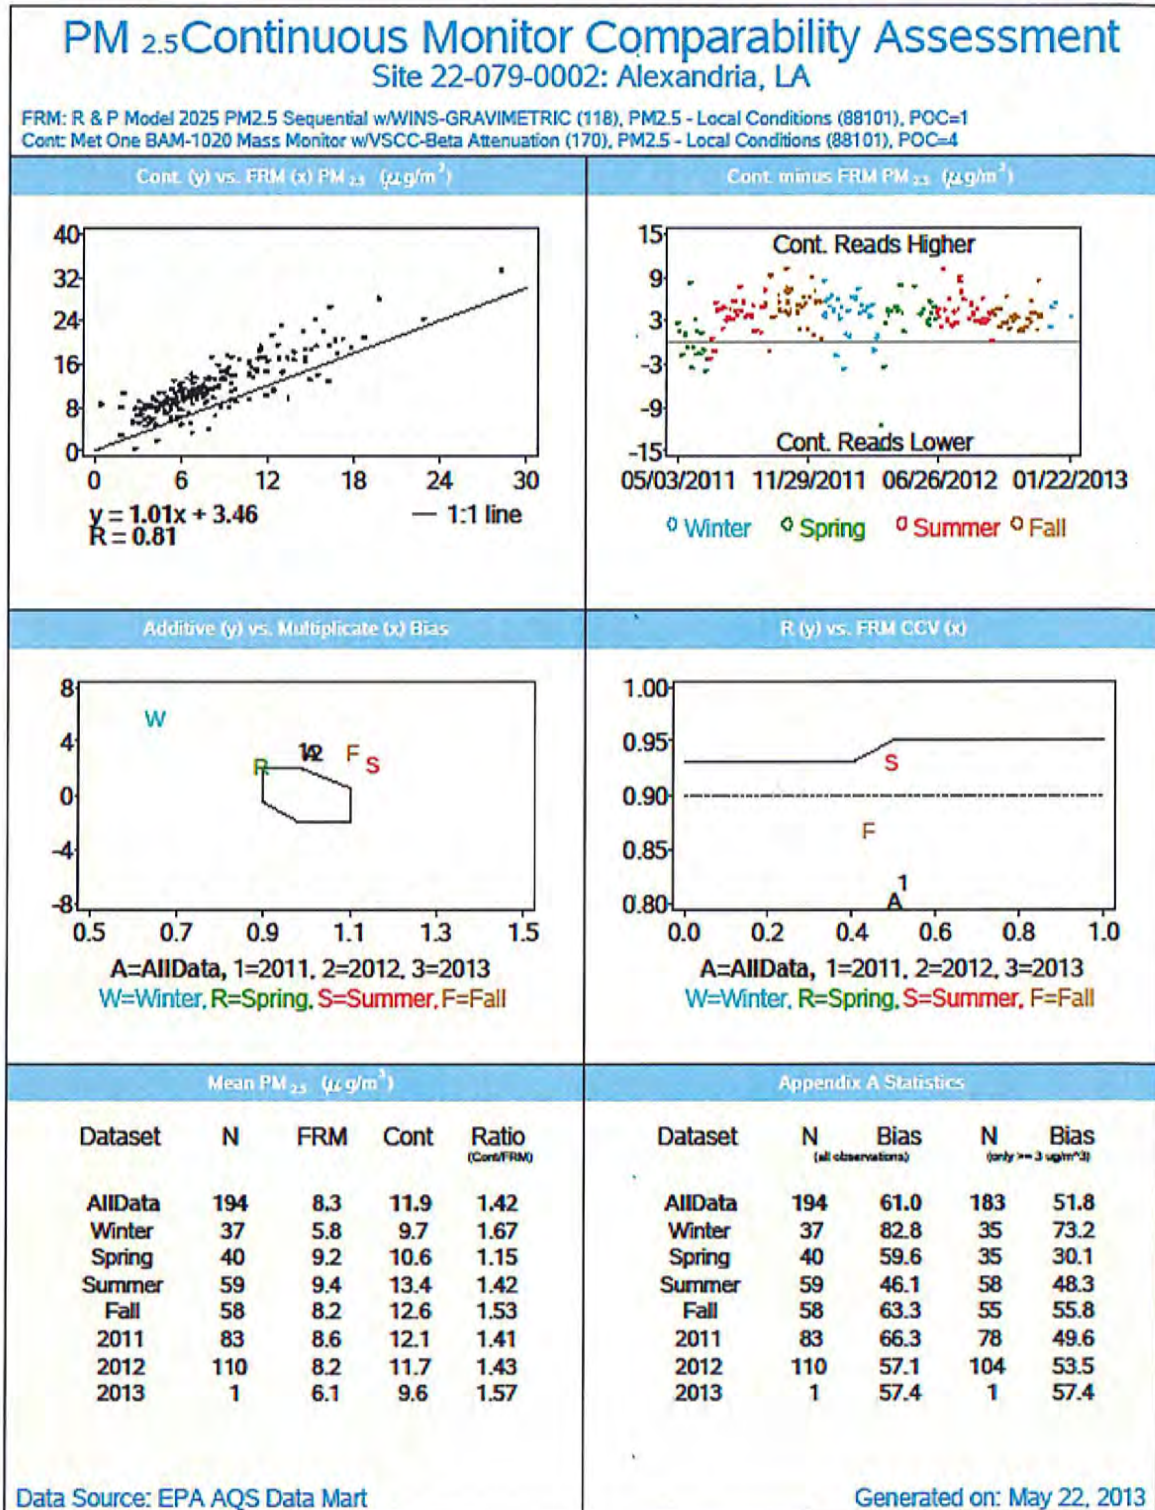 PM 2.5 Continuous Monitor Comparability Assessment
Site 22-079-0002: Alexandria, LA
FRM: R & P Model 2025 PM2.5 Sequential w/WINS-GRAVIMETRIC (118), PM2.5 - Local Conditions (88101), POC=1
Cont: Met One BAM-1020 Mass Monitor w/VSCC-Beta Attenuation (170), PM2.5 - Local Conditions (88101), POC=4
Cont. (y) vs. FRM (x) PM 2.5 (μg/m³)
40
32
24
16
8
0
0 6 12 18 24 30
y = 1.01x + 3.46
R = 0.81
— 1:1 line
Cont. minus FRM PM 2.5 (μg/m³)
15
9
3
-3
-9
-15
Cont. Reads Higher
Cont. Reads Lower
05/03/2011 11/29/2011 06/26/2012 01/22/2013
Winter Spring Summer Fall
Additive (y) vs. Multiplicate (x) Bias
8
4
0
-4
-8
W
R
1A2
F
S
0.5 0.7 0.9 1.1 1.3 1.5
A=AllData, 1=2011, 2=2012, 3=2013
W=Winter, R=Spring, S=Summer, F=Fall
R (y) vs. FRM CCV (x)
1.00
0.95
0.90
0.85
0.80
S
F
1
A
0.0 0.2 0.4 0.6 0.8 1.0
A=AllData, 1=2011, 2=2012, 3=2013
W=Winter, R=Spring, S=Summer, F=Fall
Mean PM 2.5 (μg/m³)
Dataset N FRM Cont Ratio
(Cont/FRM)
AllData 194 8.3 11.9 1.42
Winter 37 5.8 9.7 1.67
Spring 40 9.2 10.6 1.15
Summer 59 9.4 13.4 1.42
Fall 58 8.2 12.6 1.53
2011 83 8.6 12.1 1.41
2012 110 8.2 11.7 1.43
2013 1 6.1 9.6 1.57
Appendix A Statistics
Dataset N Bias N Bias
(all observations) (only >= 3 ug/m^3)
AllData 194 61.0 183 51.8
Winter 37 82.8 35 73.2
Spring 40 59.6 35 30.1
Summer 59 46.1 58 48.3
Fall 58 63.3 55 55.8
2011 83 66.3 78 49.6
2012 110 57.1 104 53.5
2013 1 57.4 1 57.4
Data Source: EPA AQS Data Mart
Generated on: May 22, 2013